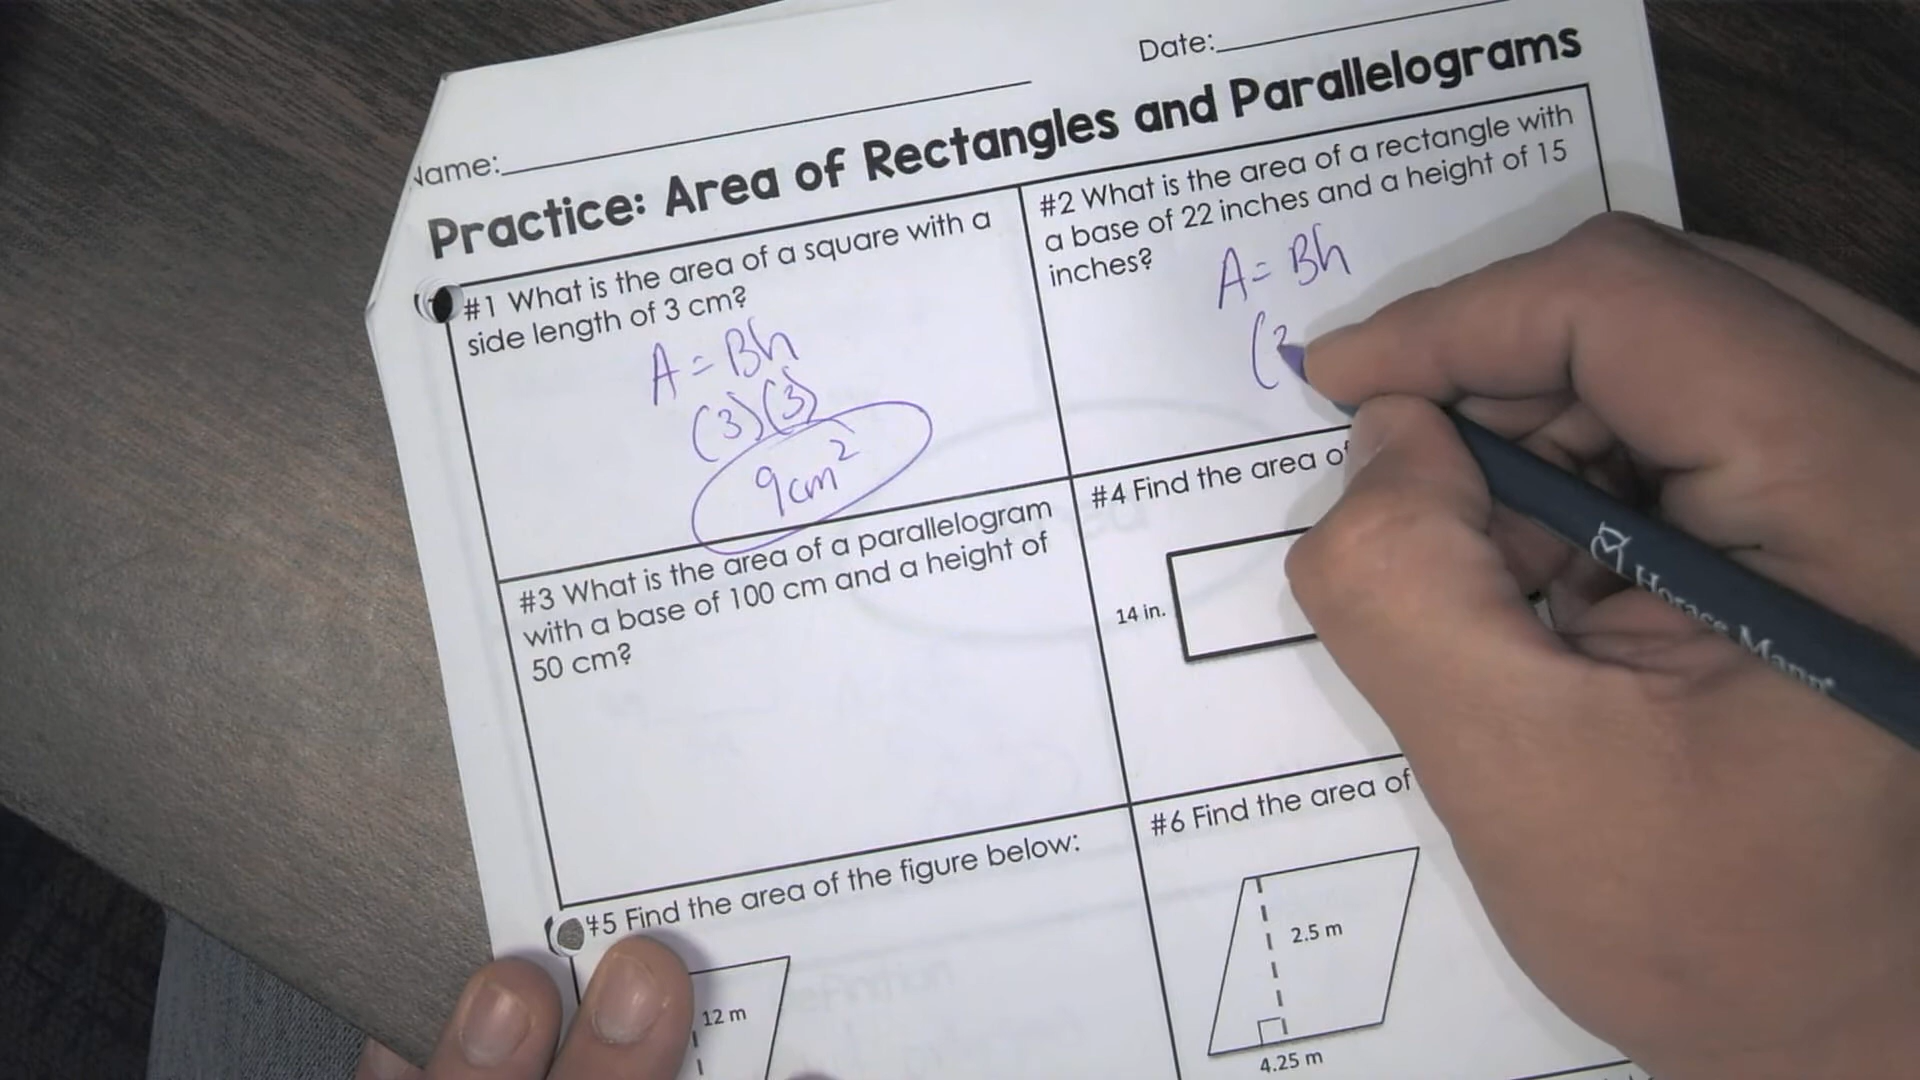 Name:
Date:
Practice: Area of Rectangles and Parallelograms
#1 What is the area of a square with a
side length of 3 cm?
A = Bh
(3)(3)
9cm²
#2 What is the area of a rectangle with
a base of 22 inches and a height of 15
inches?
A = Bh
(
#3 What is the area of a parallelogram
with a base of 100 cm and a height of
50 cm?
#4 Find the area of
14 in.
#5 Find the area of the figure below:
12 m
#6 Find the area of
2.5 m
4.25 m
Horace Mann